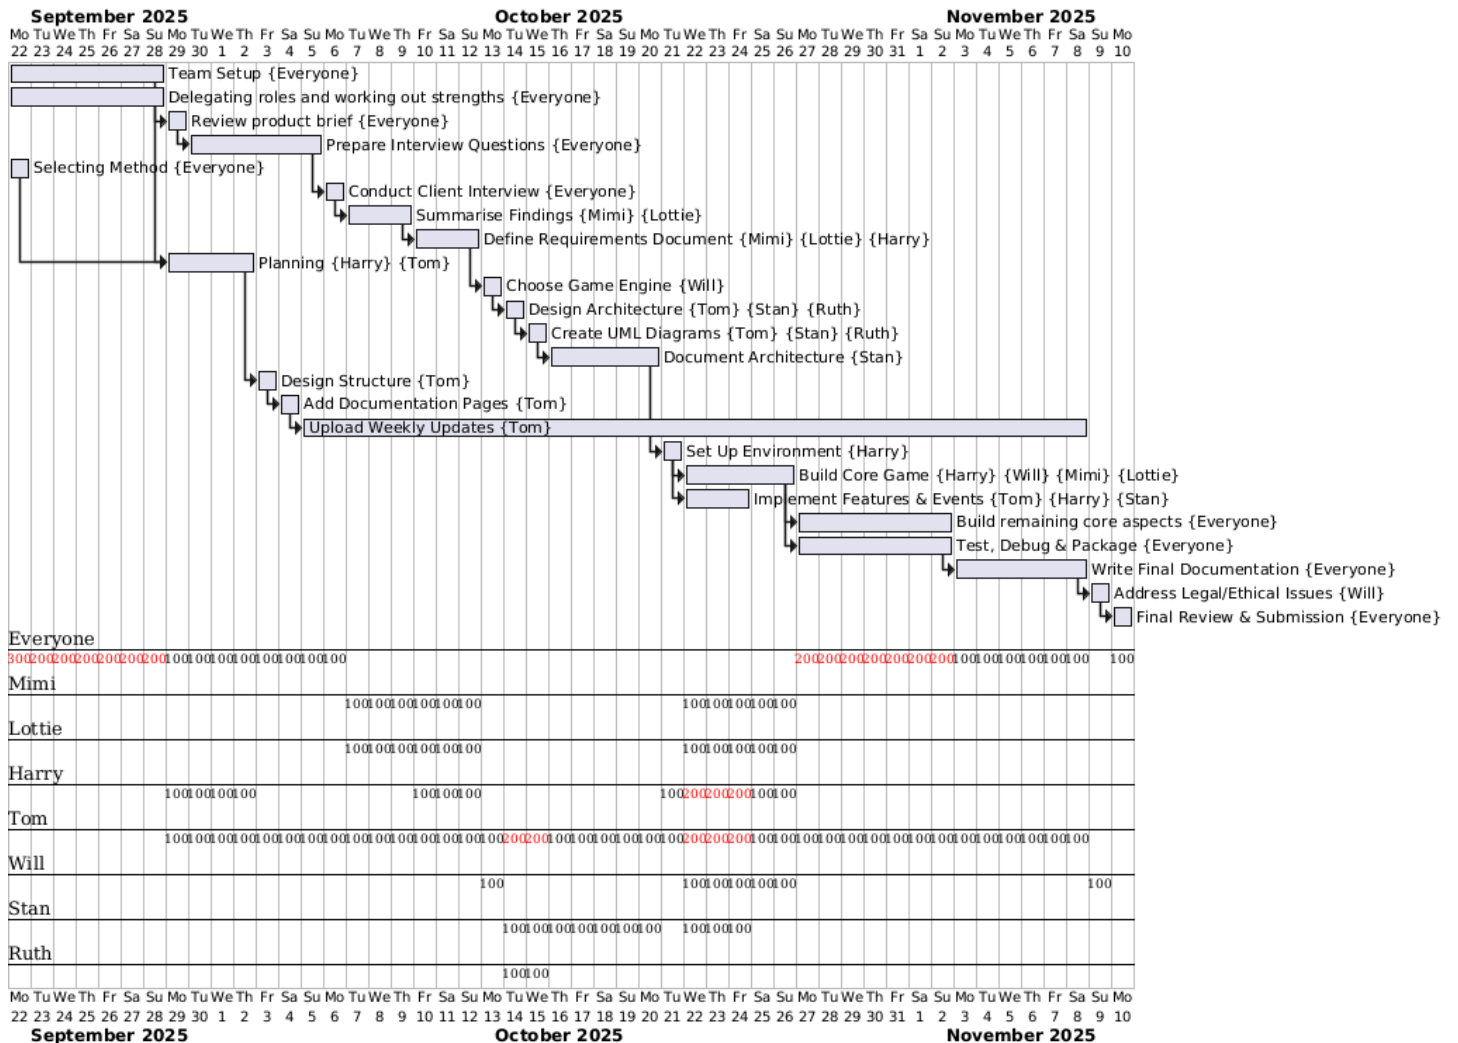 September 2025 October 2025 November 2025
Mo Tu We Th Fr Sa Su Mo Tu We Th Fr Sa Su Mo Tu We Th Fr Sa Su Mo Tu We Th Fr Sa Su Mo Tu We Th Fr Sa Su Mo Tu We Th Fr Sa Su Mo Tu We Th Fr Sa Su Mo
22 23 24 25 26 27 28 29 30 1 2 3 4 5 6 7 8 9 10 11 12 13 14 15 16 17 18 19 20 21 22 23 24 25 26 27 28 29 30 31 1 2 3 4 5 6 7 8 9 10
Team Setup {Everyone}
Delegating roles and working out strengths {Everyone}
Review product brief {Everyone}
Prepare Interview Questions {Everyone}
Selecting Method {Everyone}
Conduct Client Interview {Everyone}
Summarise Findings {Mimi} {Lottie}
Define Requirements Document {Mimi} {Lottie} {Harry}
Planning {Harry} {Tom}
Choose Game Engine {Will}
Design Architecture {Tom} {Stan} {Ruth}
Create UML Diagrams {Tom} {Stan} {Ruth}
Document Architecture {Stan}
Design Structure {Tom}
Add Documentation Pages {Tom}
Upload Weekly Updates {Tom}
Set Up Environment {Harry}
Build Core Game {Harry} {Will} {Mimi} {Lottie}
Implement Features & Events {Tom} {Harry} {Stan}
Build remaining core aspects {Everyone}
Test, Debug & Package {Everyone}
Write Final Documentation {Everyone}
Address Legal/Ethical Issues {Will}
Final Review & Submission {Everyone}
Everyone
300 200 200 200 200 200 200 100 100 100 100 100 100 100 100 200 200 200 200 200 200 200 100 100 100 100 100 100 100
Mimi
100 100 100 100 100 100 100 100 100 100 100
Lottie
100 100 100 100 100 100 100 100 100 100 100
Harry
100 100 100 100 100 100 100 100 200 200 200 100 100
Tom
100 100 100 100 100 100 100 100 100 100 100 100 100 100 100 200 200 100 100 100 100 100 100 200 200 200 100 100 100 100 100 100 100 100 100 100 100 100 100 100 100
Will
100 100 100 100 100 100 100
Stan
100 100 100 100 100 100 100 100 100 100
Ruth
100 100
Mo Tu We Th Fr Sa Su Mo Tu We Th Fr Sa Su Mo Tu We Th Fr Sa Su Mo Tu We Th Fr Sa Su Mo Tu We Th Fr Sa Su Mo Tu We Th Fr Sa Su Mo Tu We Th Fr Sa Su Mo
22 23 24 25 26 27 28 29 30 1 2 3 4 5 6 7 8 9 10 11 12 13 14 15 16 17 18 19 20 21 22 23 24 25 26 27 28 29 30 31 1 2 3 4 5 6 7 8 9 10
September 2025 October 2025 November 2025